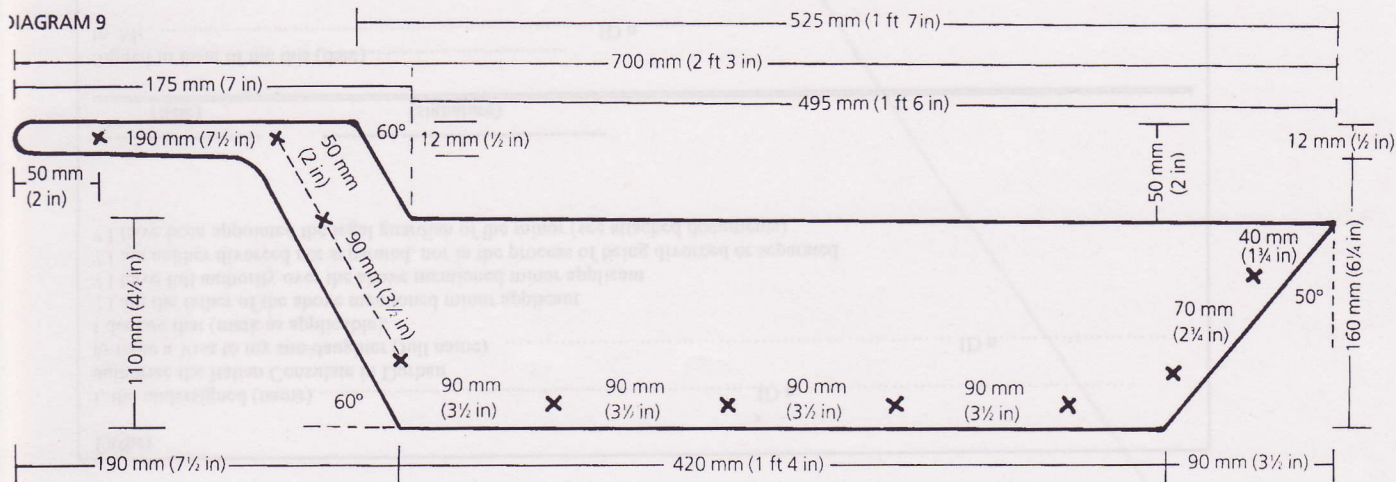 DIAGRAM 9
525 mm (1 ft 7in)
700 mm (2 ft 3 in)
175 mm (7 in)
495 mm (1 ft 6 in)
190 mm (7½ in)
60°
12 mm (½ in)
50 mm
(2 in)
12 mm (½ in)
50 mm
(2 in)
50 mm
(2 in)
90 mm (3½ in)
110 mm (4½ in)
40 mm
(1¾ in)
50°
160 mm (6¼ in)
70 mm
(2¾ in)
60°
90 mm
(3½ in)
90 mm
(3½ in)
90 mm
(3½ in)
90 mm
(3½ in)
190 mm (7½ in)
420 mm (1 ft 4 in)
90 mm (3½ in)